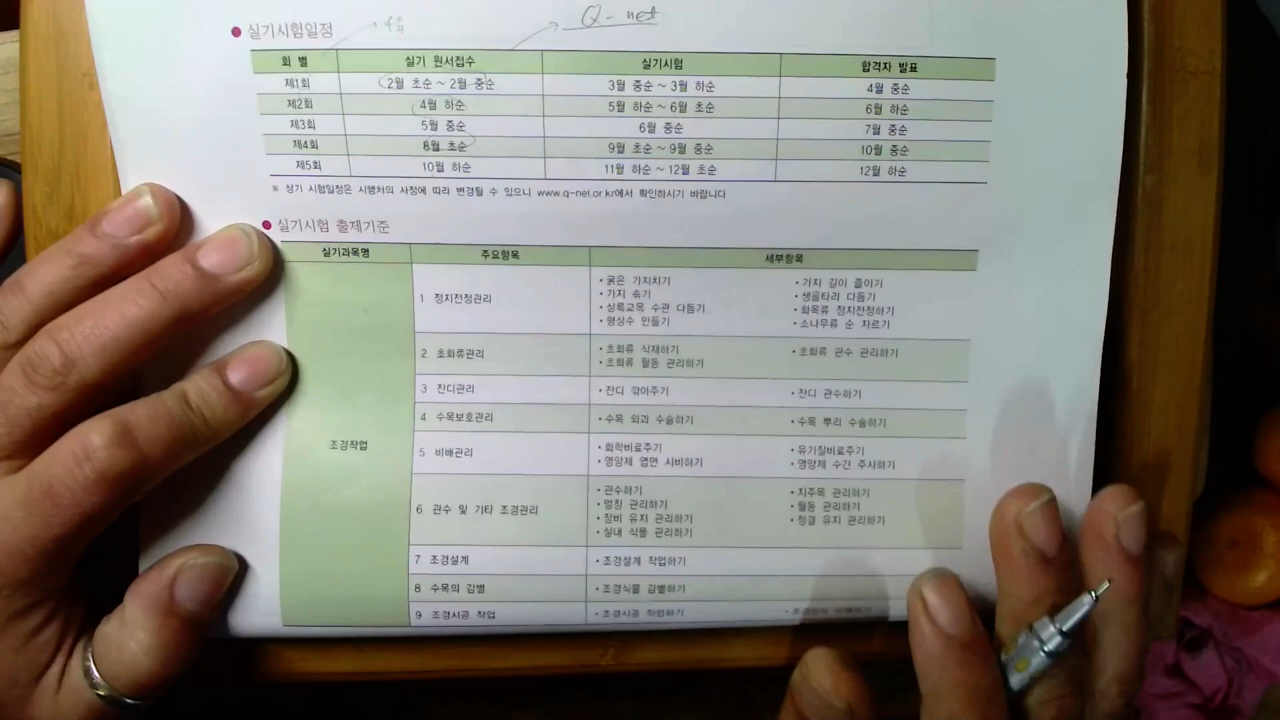 Q-net
● 실기시험일정
회 별 실기 원서접수 실기시험 합격자 발표
제1회 2월 초순 ~ 2월 중순 3월 중순 ~ 3월 하순 4월 중순
제2회 4월 하순 5월 하순 ~ 6월 초순 6월 하순
제3회 5월 중순 6월 중순 7월 중순
제4회 8월 초순 9월 초순 ~ 9월 중순 10월 중순
제5회 10월 하순 11월 하순 ~ 12월 초순 12월 하순
※ 상기 시험일정은 시행처의 사정에 따라 변경될 수 있으니 www.q-net.or.kr에서 확인하시기 바랍니다
● 실기시험 출제기준
실기과목명 주요항목 세부항목
조경작업
1 정지전정관리
• 굵은 가지치기 • 가지 길이 줄이기
• 가지 솎기 • 생울타리 다듬기
• 상록교목 수관 다듬기 • 화목류 정지전정하기
• 형상수 만들기 • 소나무류 순 자르기
2 초화류관리
• 초화류 식재하기 • 초화류 관수 관리하기
• 초화류 월동 관리하기
3 잔디관리 • 잔디 깎아주기 • 잔디 관수하기
4 수목보호관리 • 수목 외과 수술하기 • 수목 뿌리 수술하기
5 비배관리
• 화학비료주기 • 유기질비료주기
• 영양제 엽면 시비하기 • 영양제 수간 주사하기
6 관수 및 기타 조경관리
• 관수하기 • 지주목 관리하기
• 멀칭 관리하기 • 월동 관리하기
• 장비 유지 관리하기 • 청결 유지 관리하기
• 실내 식물 관리하기
7 조경설계 • 조경설계 작업하기
8 수목의 감별 • 조경식물 감별하기
9 조경시공 작업 • 조경시공 작업하기